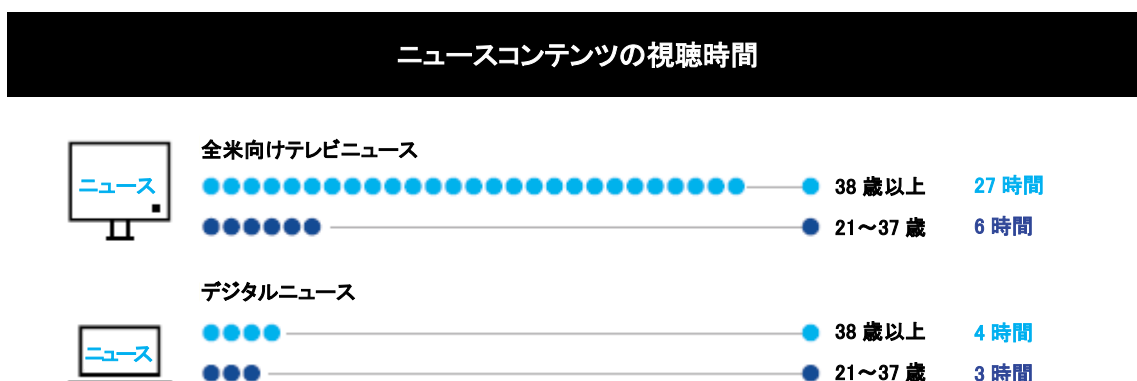 ニュースコンテンツの視聴時間
全米向けテレビニュース
ニュース
38 歳以上 27 時間
21～37 歳 6 時間
デジタルニュース
ニュース
38 歳以上 4 時間
21～37 歳 3 時間